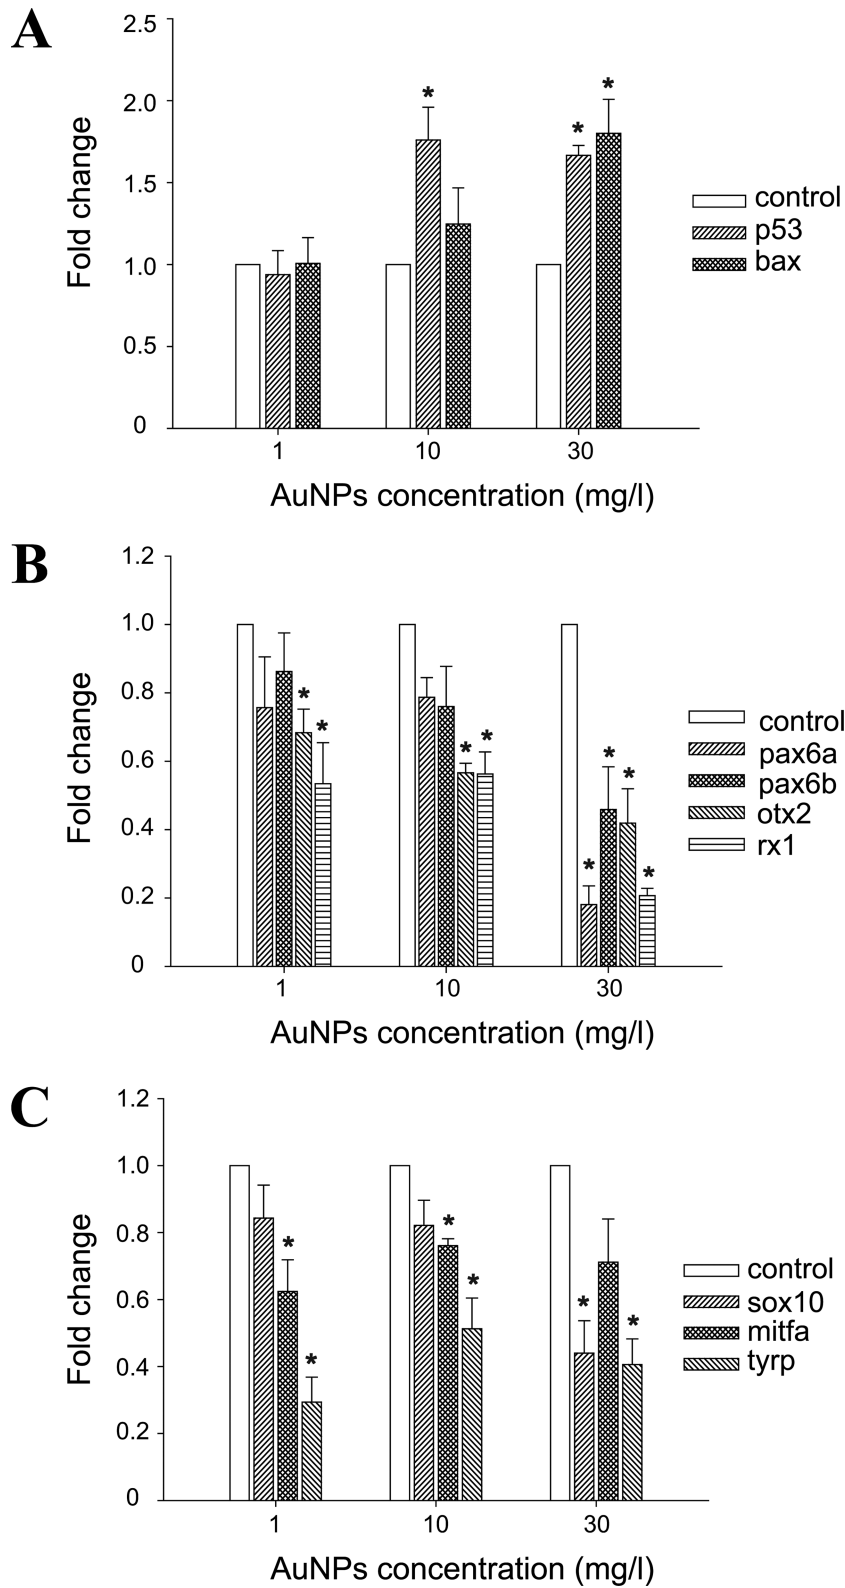 A
2.5
2.0
1.5
1.0
0.5
0
Fold change
*
*
*
control
p53
bax
1 10 30
AuNPs concentration (mg/l)
B
1.2
1.0
0.8
0.6
0.4
0.2
0
Fold change
*
*
*
*
*
*
*
*
control
pax6a
pax6b
otx2
rx1
1 10 30
AuNPs concentration (mg/l)
C
1.2
1.0
0.8
0.6
0.4
0.2
0
Fold change
*
*
*
*
*
*
control
sox10
mitfa
tyrp
1 10 30
AuNPs concentration (mg/l)